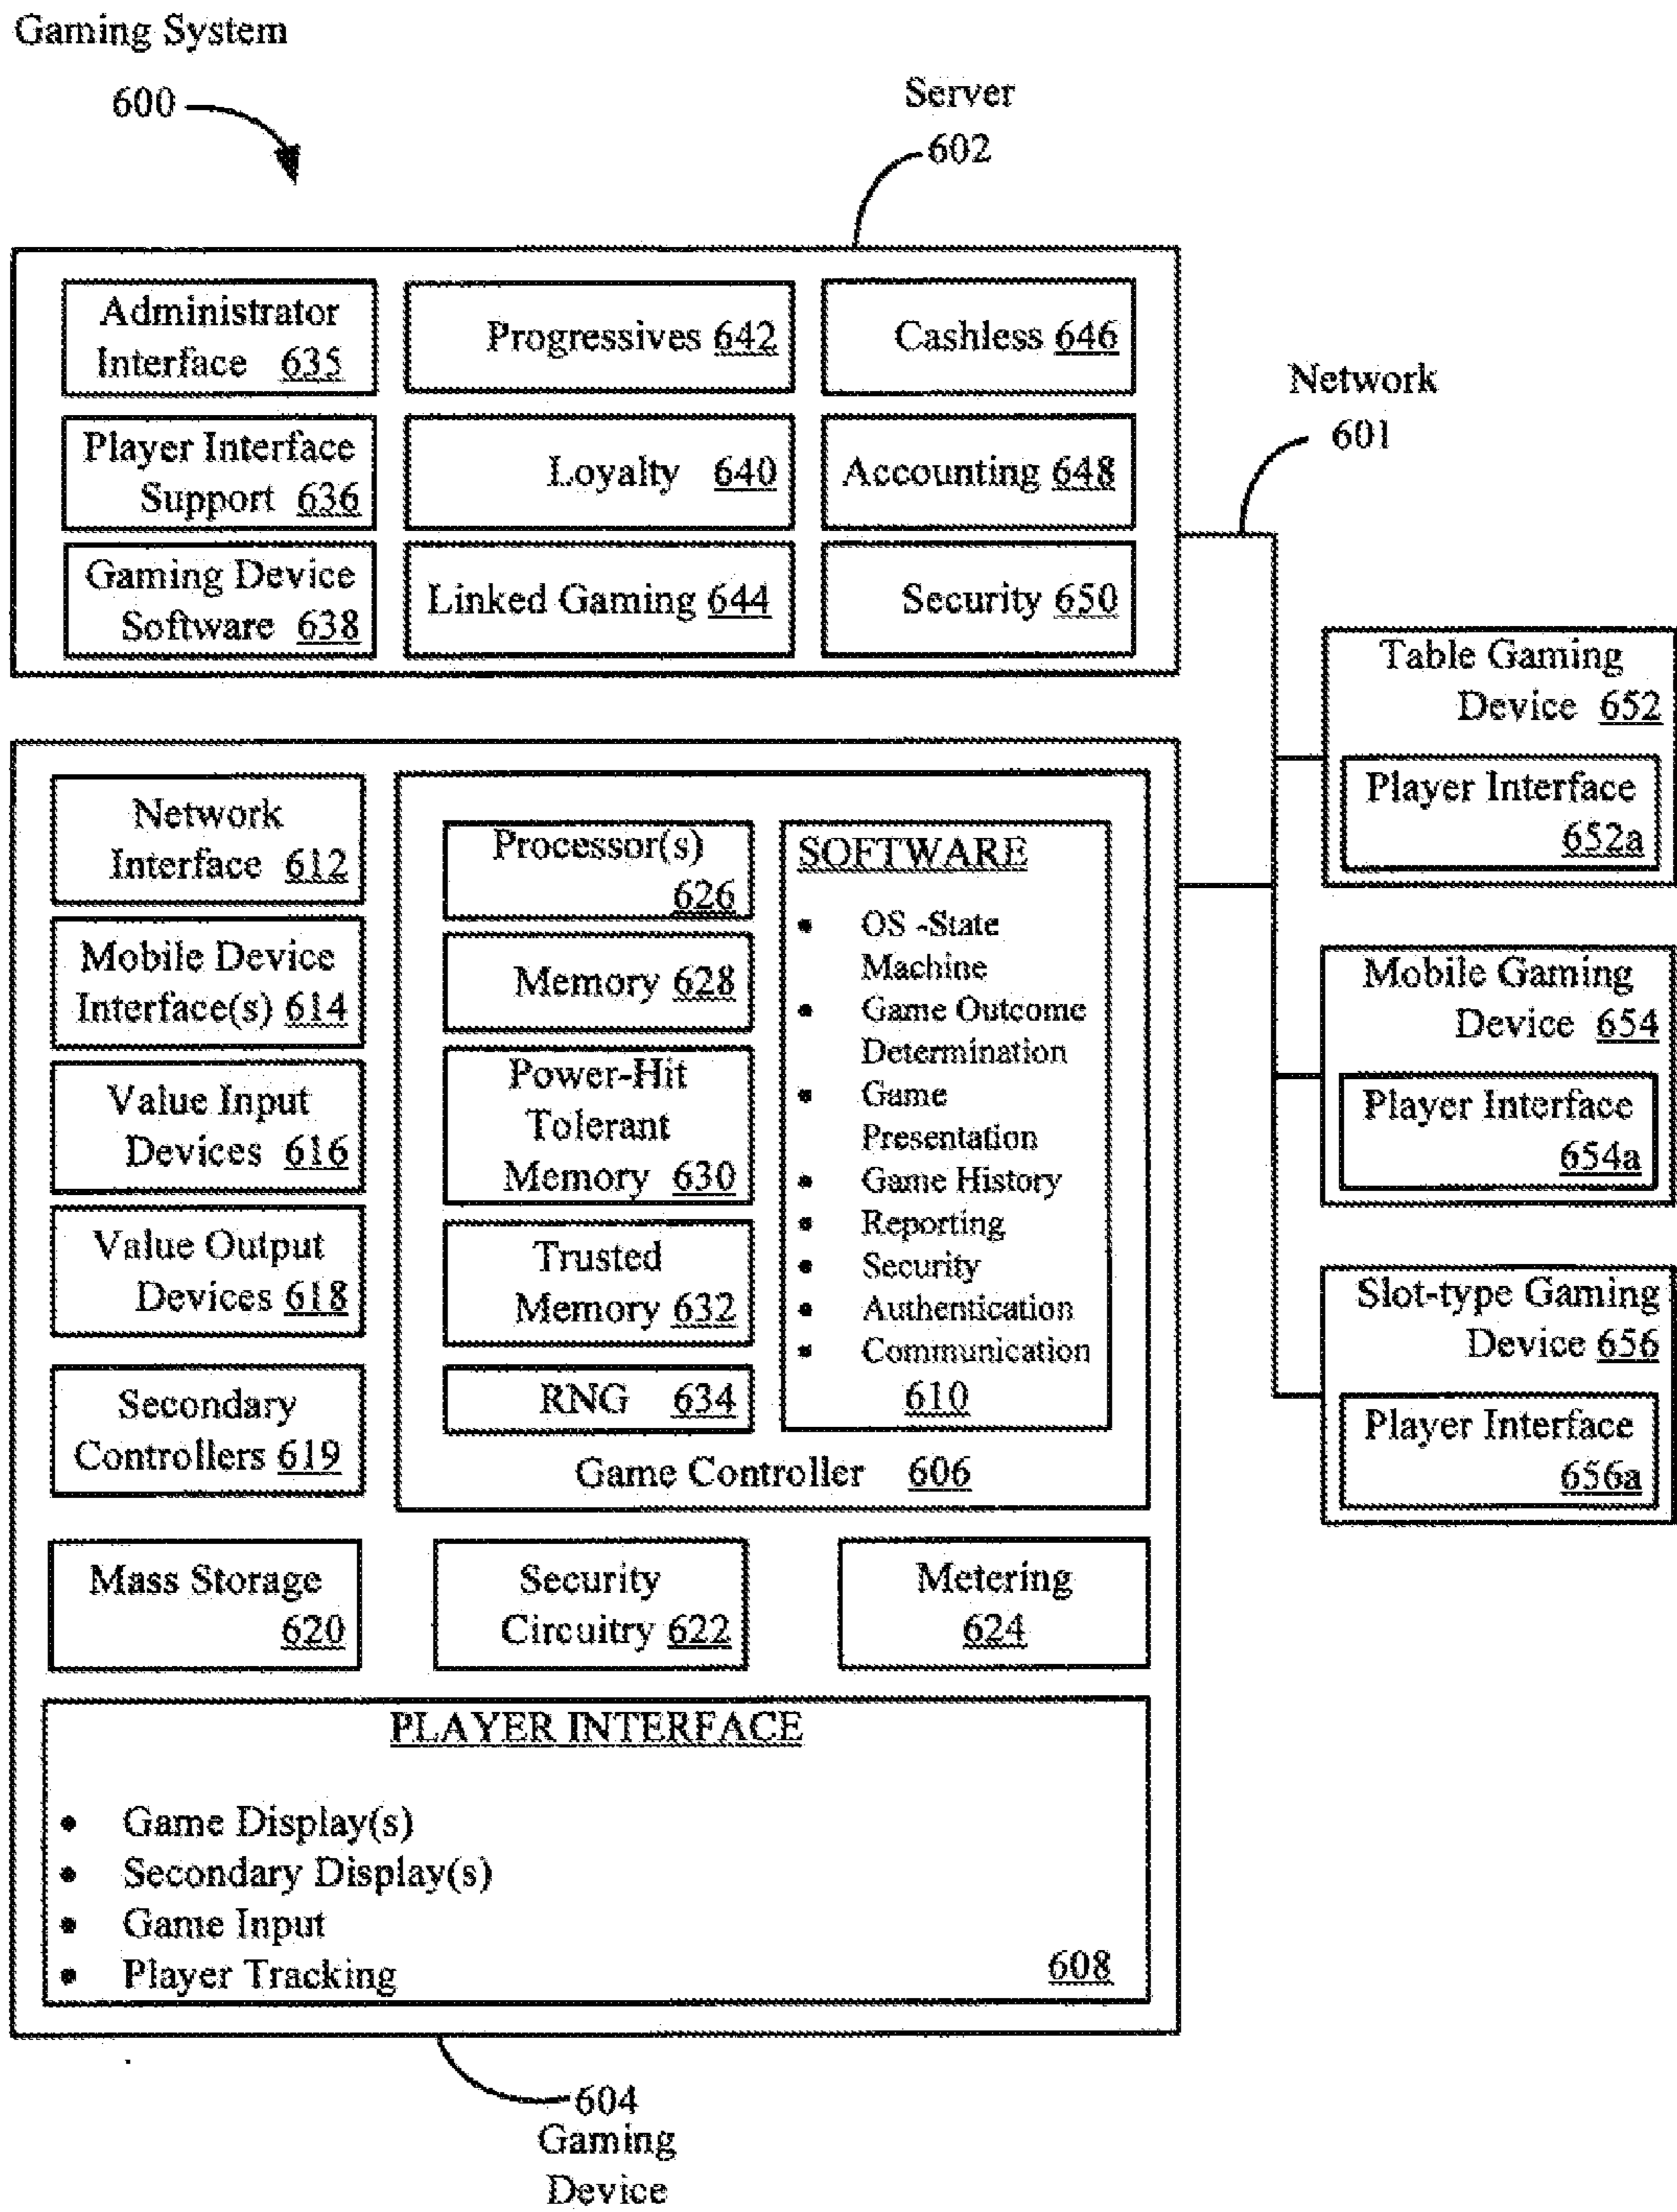 Gaming System
600
Server
602
Administrator
Interface 635
Progressives 642
Cashless 646
Player Interface
Support 636
Loyalty 640
Accounting 648
Gaming Device
Software 638
Linked Gaming 644
Security 650
Network
601
Table Gaming
Device 652
Player Interface
652a
Mobile Gaming
Device 654
Player Interface
654a
Slot-type Gaming
Device 656
Player Interface
656a
Network
Interface 612
Mobile Device
Interface(s) 614
Value Input
Devices 616
Value Output
Devices 618
Secondary
Controllers 619
Processor(s)
626
Memory 628
Power-Hit
Tolerant
Memory 630
Trusted
Memory 632
RNG 634
SOFTWARE
• OS -State
Machine
• Game Outcome
Determination
• Game
Presentation
• Game History
• Reporting
• Security
• Authentication
• Communication
610
Game Controller 606
Mass Storage
620
Security
Circuitry 622
Metering
624
PLAYER INTERFACE
• Game Display(s)
• Secondary Display(s)
• Game Input
• Player Tracking
608
604
Gaming
Device